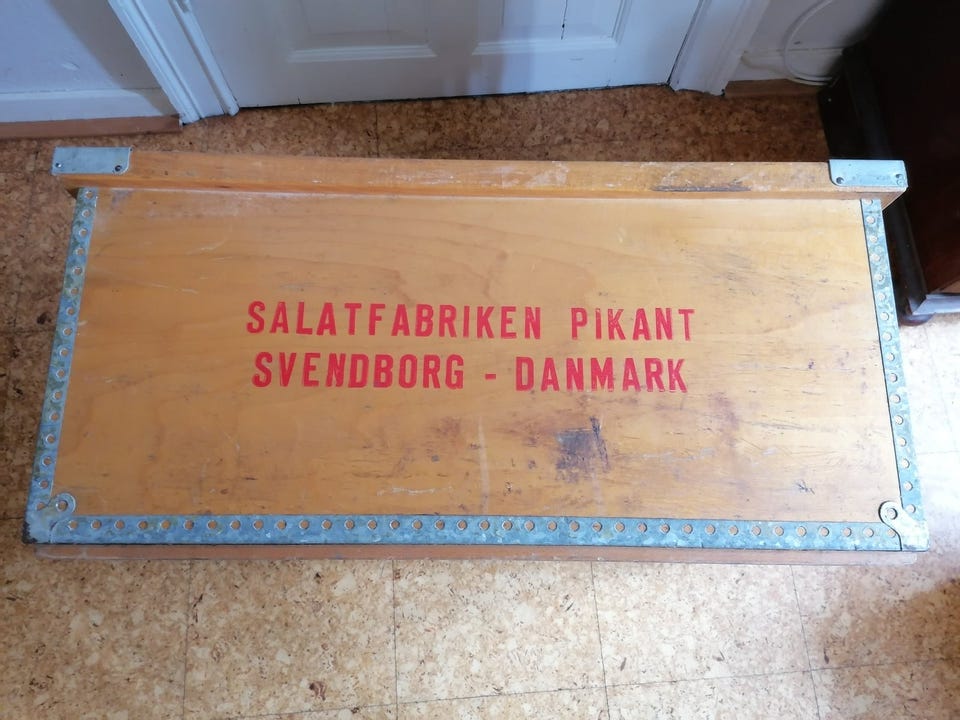 SALATFABRIKEN PIKANT
SVENDBORG - DANMARK